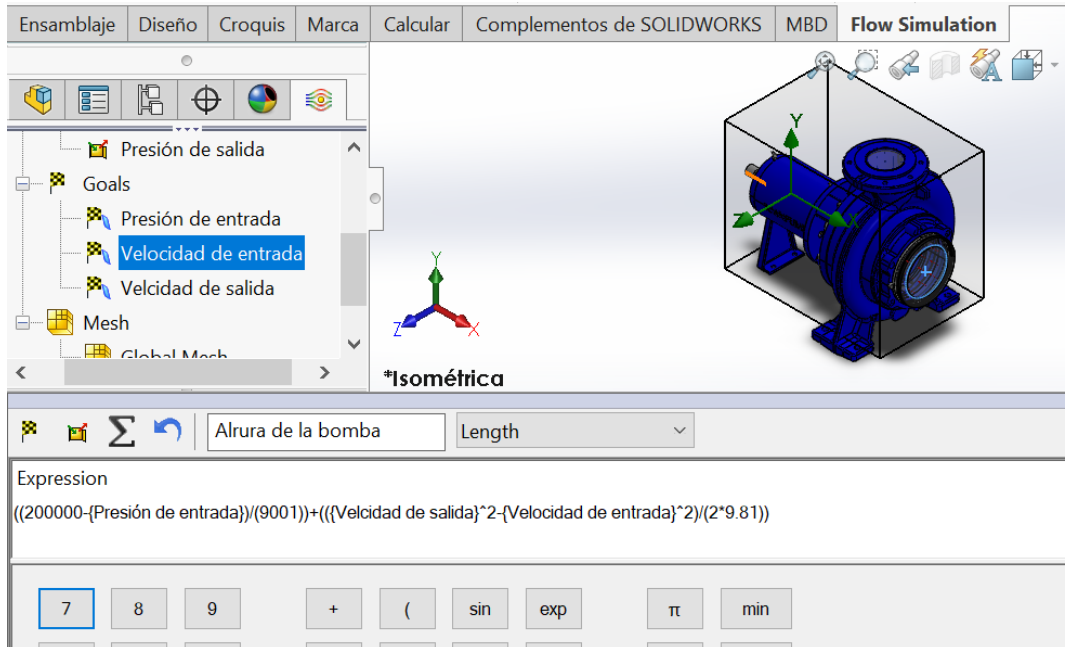 Ensamblaje Diseño Croquis Marca Calcular Complementos de SOLIDWORKS MBD Flow Simulation
Presión de salida
Goals
Presión de entrada
Velocidad de entrada
Velcidad de salida
Mesh
Global Mesh
Y
Z
X
Y
Z
X
*Isométrica
Alrura de la bomba Length
Expression
((200000-{Presión de entrada})/(9001))+(({Velcidad de salida}^2-{Velocidad de entrada}^2)/(2*9.81))
7 8 9 + ( sin exp π min